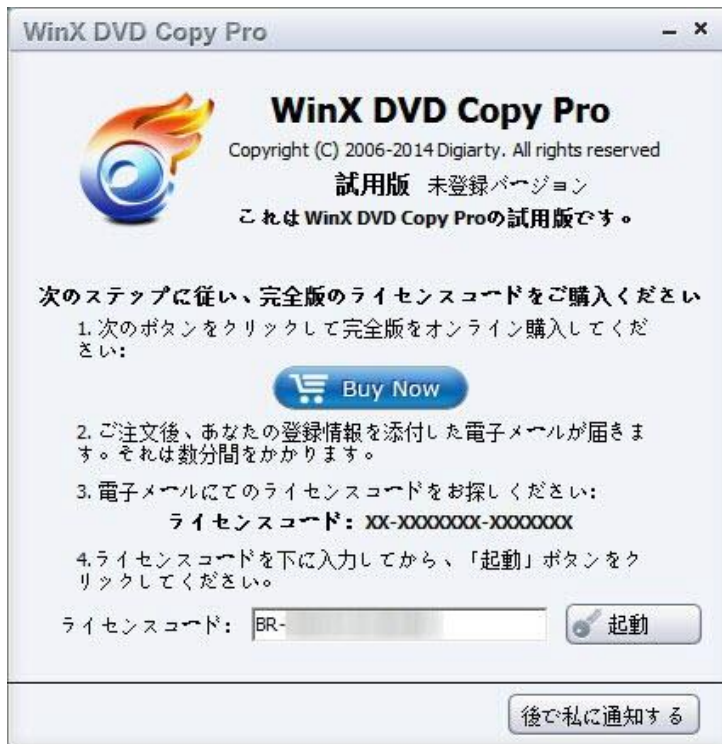 WinX DVD Copy Pro
WinX DVD Copy Pro
Copyright (C) 2006-2014 Digiarty. All rights reserved
試用版 未登録バージョン
これは WinX DVD Copy Proの試用版です。
次のステップに従い、完全版のライセンスコードをご購入ください
1. 次のボタンをクリックして完全版をオンライン購入してくだ
さい:
Buy Now
2. ご注文後、あなたの登録情報を添付した電子メールが届きま
す。それは数分間をかかります。
3. 電子メールにてのライセンスコードをお探しください:
ライセンスコード: XX-XXXXXXX-XXXXXXX
4.ライセンスコードを下に入力してから、「起動」ボタンをク
リックしてください。
ライセンスコード: BR- 起動
後で私に通知する